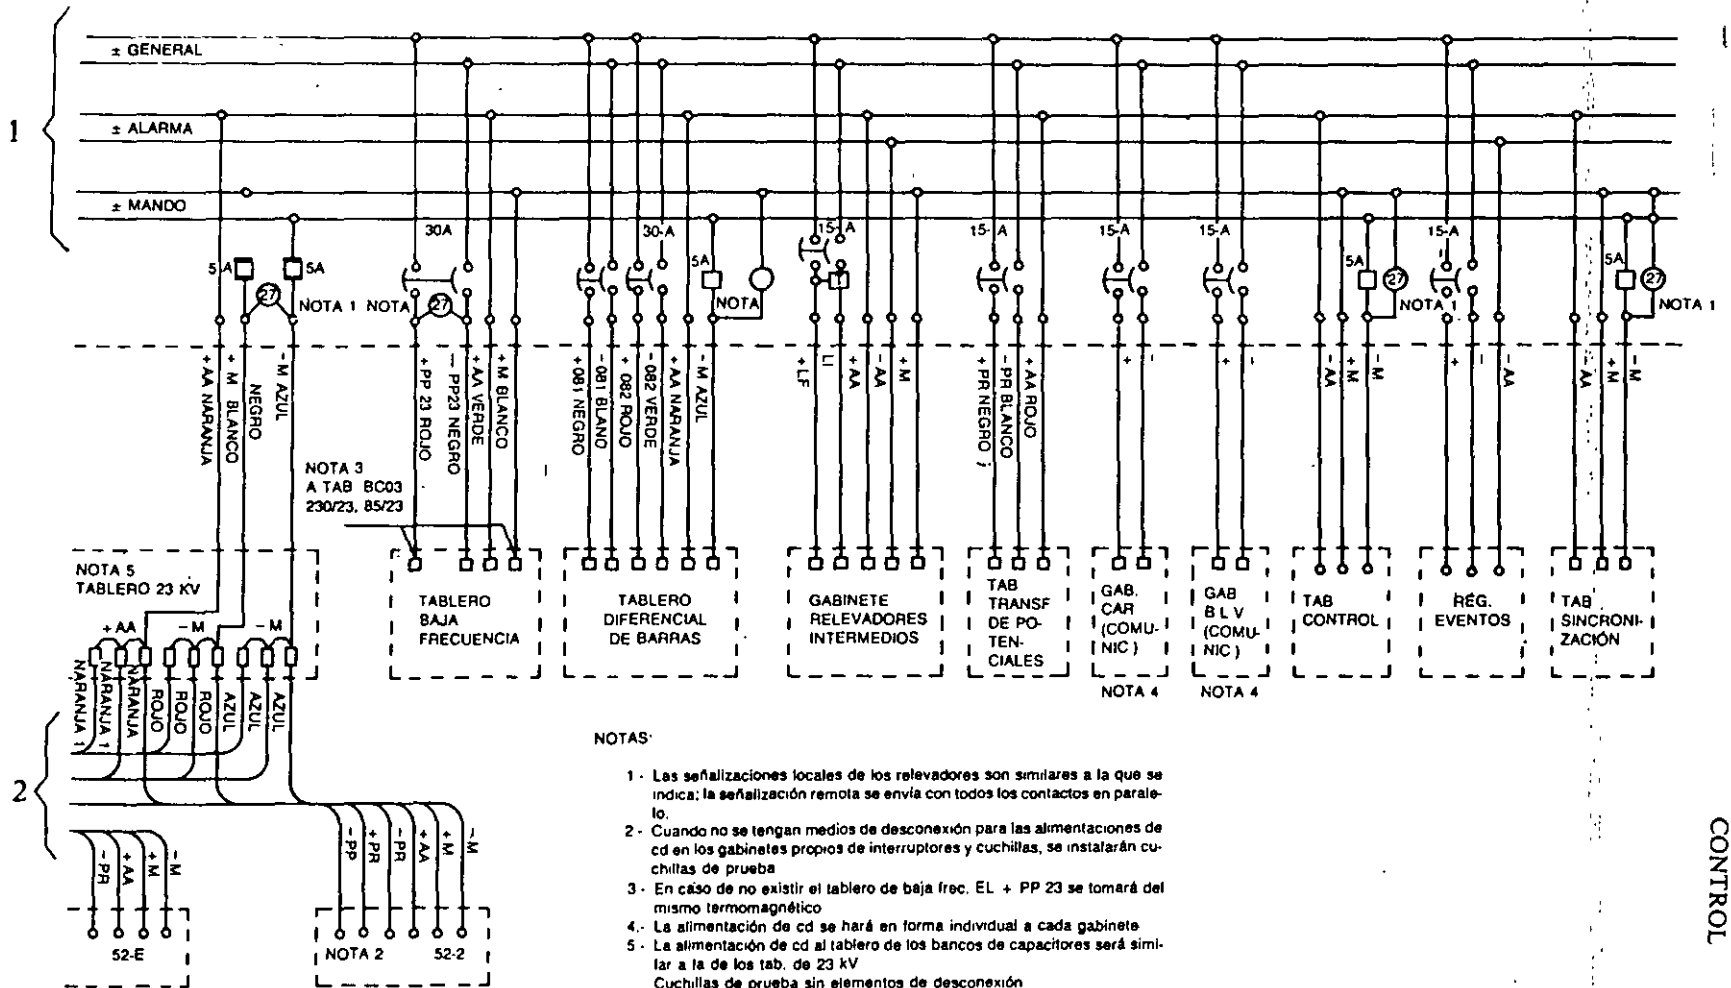 1
± GENERAL
± ALARMA
± MANDO
5 A
27
5A
NOTA 1
30A
NOTA
27
30-A
5A
NOTA
15-A
15-A
15-A
15-A
5A
27
NOTA 1
15-A
5A
27
NOTA 1
+ AA NARANJA
+ M BLANCO
NEGRO
- M AZUL
+ PP 23 ROJO
- PP23 NEGRO
+ AA VERDE
+ M BLANCO
+ 081 NEGRO
- 081 BLANO
+ 082 ROJO
- 082 VERDE
+ AA NARANJA
- M AZUL
+ LF
+ AA
- AA
+ M
+ PR NEGRO
- PR BLANCO
+ AA ROJO
+
-
+
-
- AA
+ M
- M
+
-
- AA
- AA
+ M
- M
NOTA 3
A TAB BC03
230/23, 85/23
NOTA 5
TABLERO 23 KV
+ AA
- M
- M
TABLERO
BAJA
FRECUENCIA
TABLERO
DIFERENCIAL
DE BARRAS
GABINETE
RELEVADORES
INTERMEDIOS
TAB
TRANSF
DE PO-
TEN-
CIALES
GAB.
CAR
(COMU-
NIC )
NOTA 4
GAB
B L V
(COMU-
NIC )
NOTA 4
TAB
CONTROL
REG.
EVENTOS
TAB
SINCRONI-
ZACIÓN
NARANJA 1
NARANJA 1
NARANJA
ROJO
ROJO
ROJO
AZUL
AZUL
AZUL
2
- PR
+ AA
+ M
- M
- PP
+ PR
- PR
+ AA
+ M
- M
52-E
NOTA 2
52-2
NOTAS·
1 - Las señalizaciones locales de los relevadores son similares a la que se
indica; la señalización remota se envía con todos los contactos en parale-
lo.
2 - Cuando no se tengan medios de desconexión para las alimentaciones de
cd en los gabinetes propios de interruptores y cuchillas, se instalarán cu-
chillas de prueba
3 - En caso de no existir el tablero de baja frec. EL + PP 23 se tomará del
mismo termomagnético
4.- La alimentación de cd se hará en forma individual a cada gabinete
5 - La alimentación de cd al tablero de los bancos de capacitores será simi-
lar a la de los tab. de 23 kV
Cuchillas de prueba sin elementos de desconexión
CONTROL